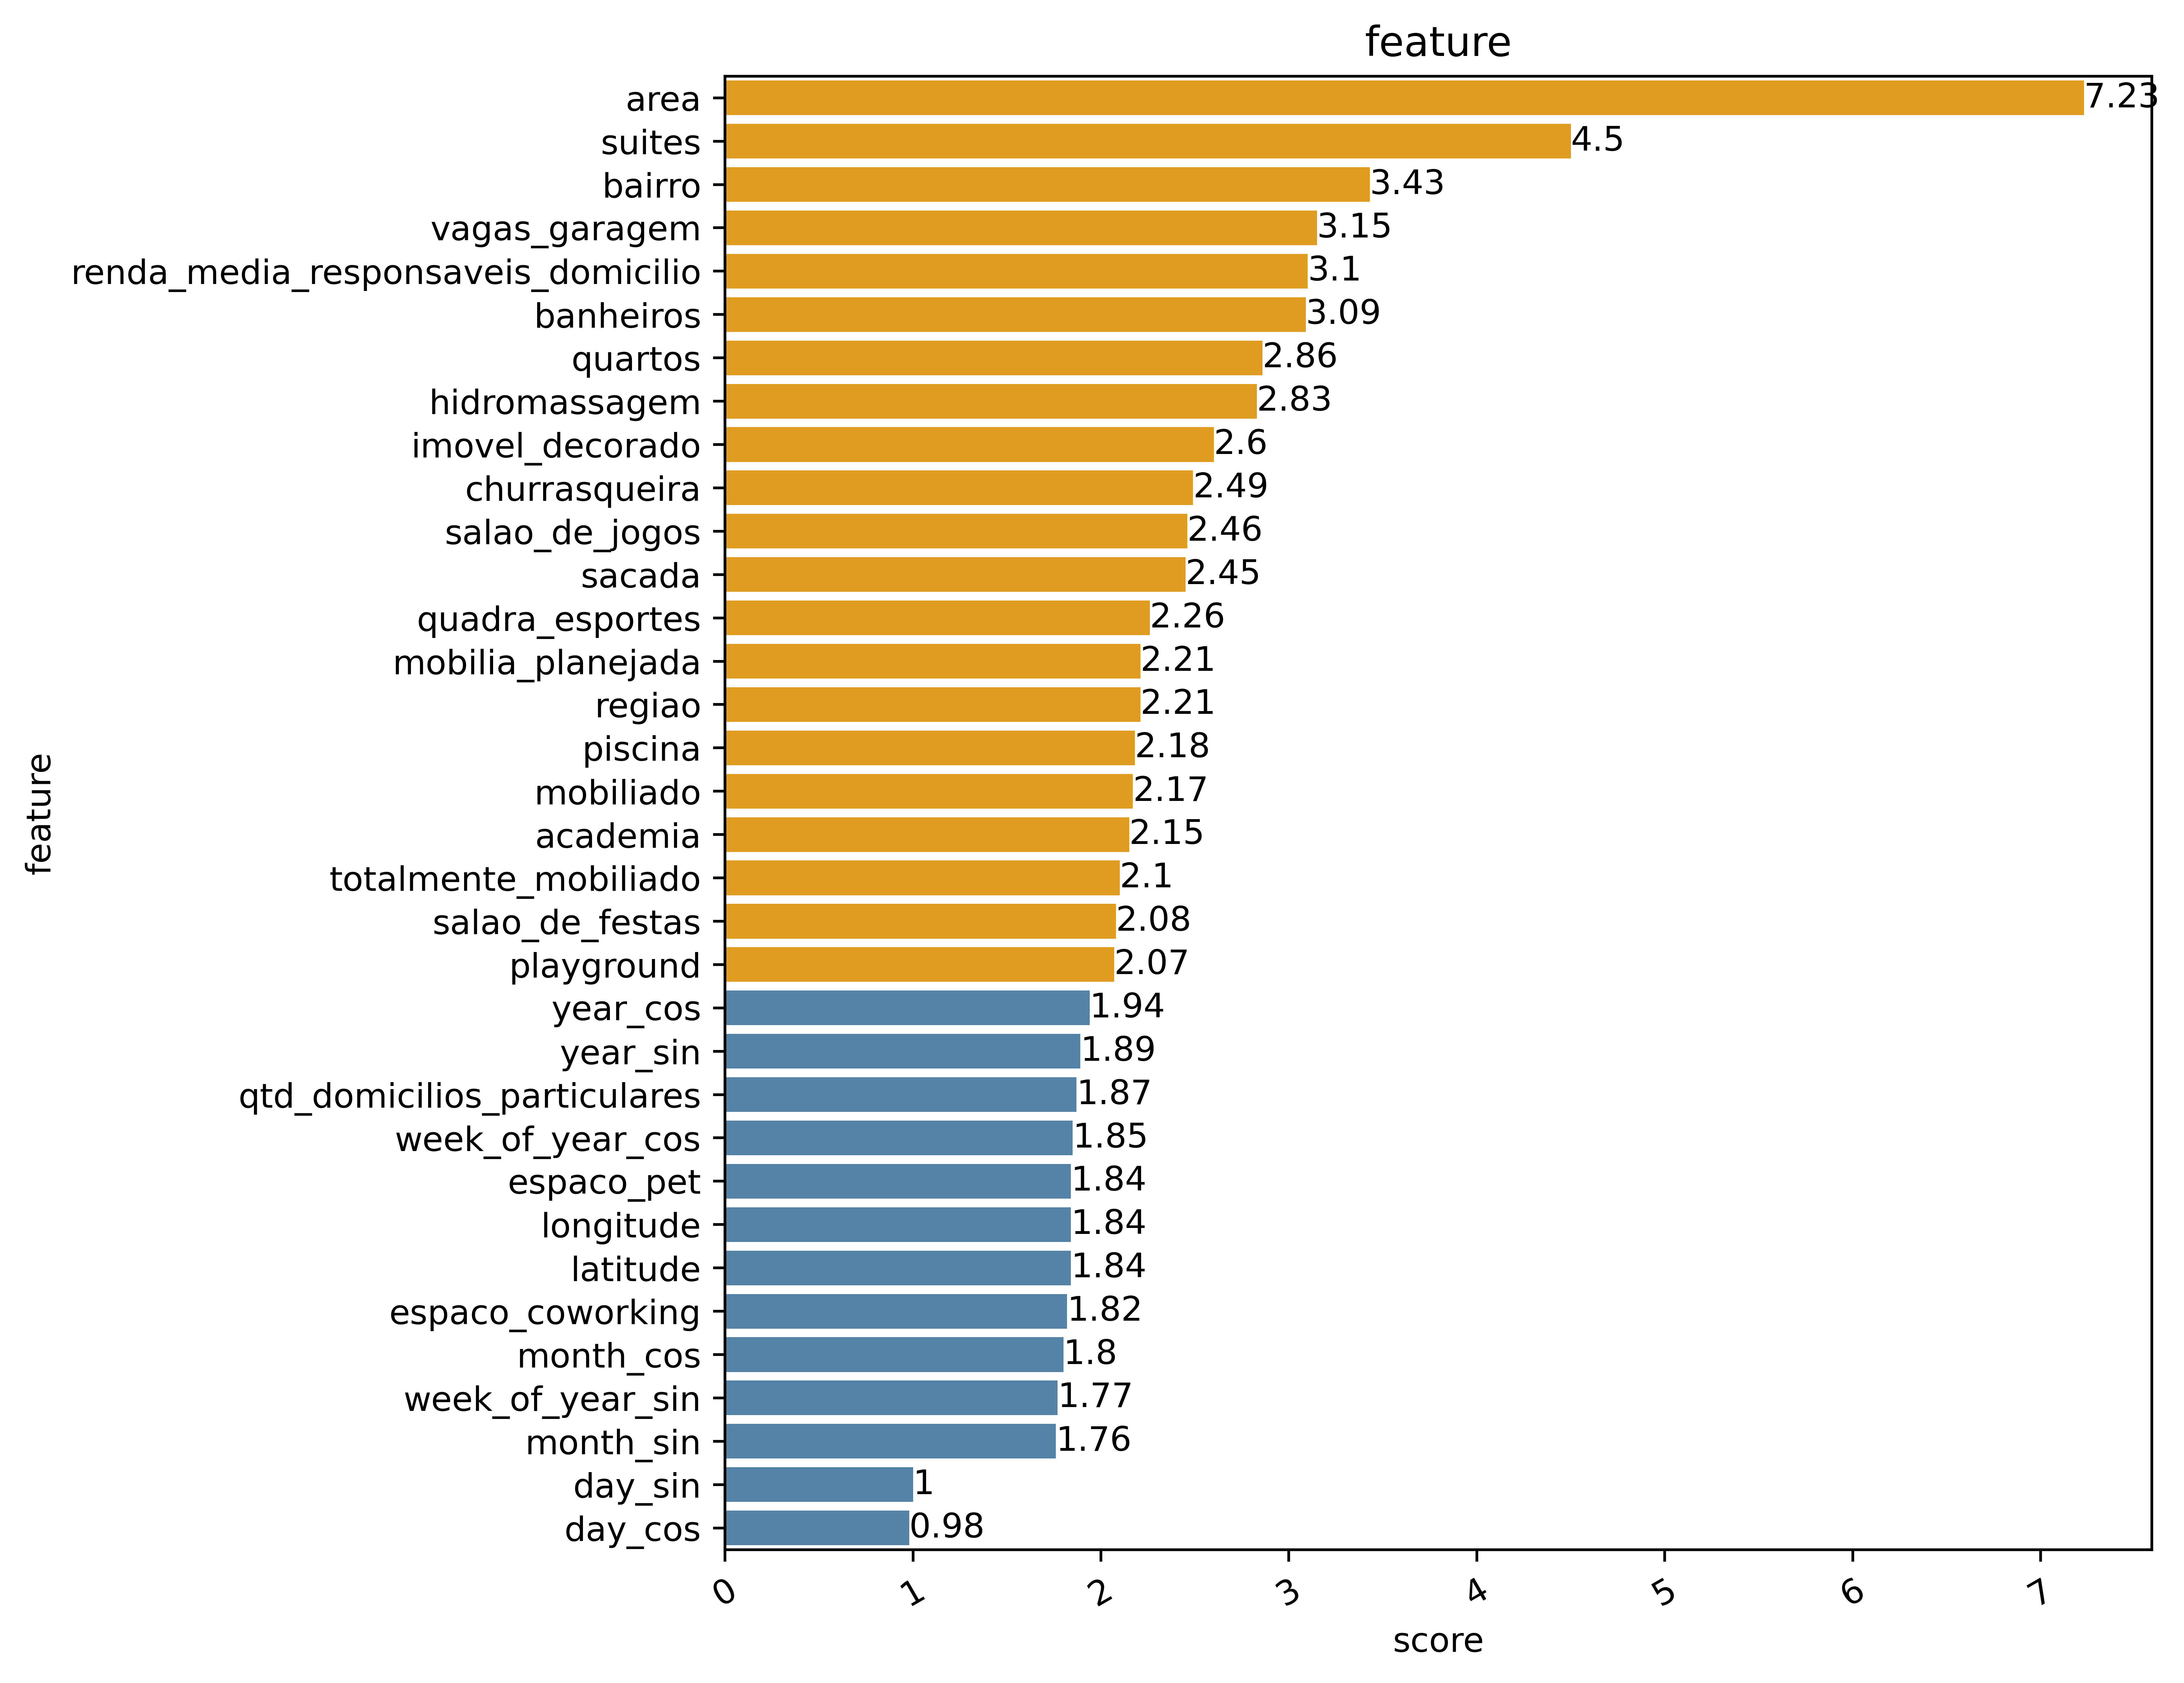 feature
area 7.23
suites 4.5
bairro 3.43
vagas_garagem 3.15
renda_media_responsaveis_domicilio 3.1
banheiros 3.09
quartos 2.86
hidromassagem 2.83
imovel_decorado 2.6
churrasqueira 2.49
salao_de_jogos 2.46
sacada 2.45
quadra_esportes 2.26
mobilia_planejada 2.21
regiao 2.21
piscina 2.18
mobiliado 2.17
academia 2.15
totalmente_mobiliado 2.1
salao_de_festas 2.08
playground 2.07
year_cos 1.94
year_sin 1.89
qtd_domicilios_particulares 1.87
week_of_year_cos 1.85
espaco_pet 1.84
longitude 1.84
latitude 1.84
espaco_coworking 1.82
month_cos 1.8
week_of_year_sin 1.77
month_sin 1.76
day_sin 1
day_cos 0.98
feature
0 1 2 3 4 5 6 7
score